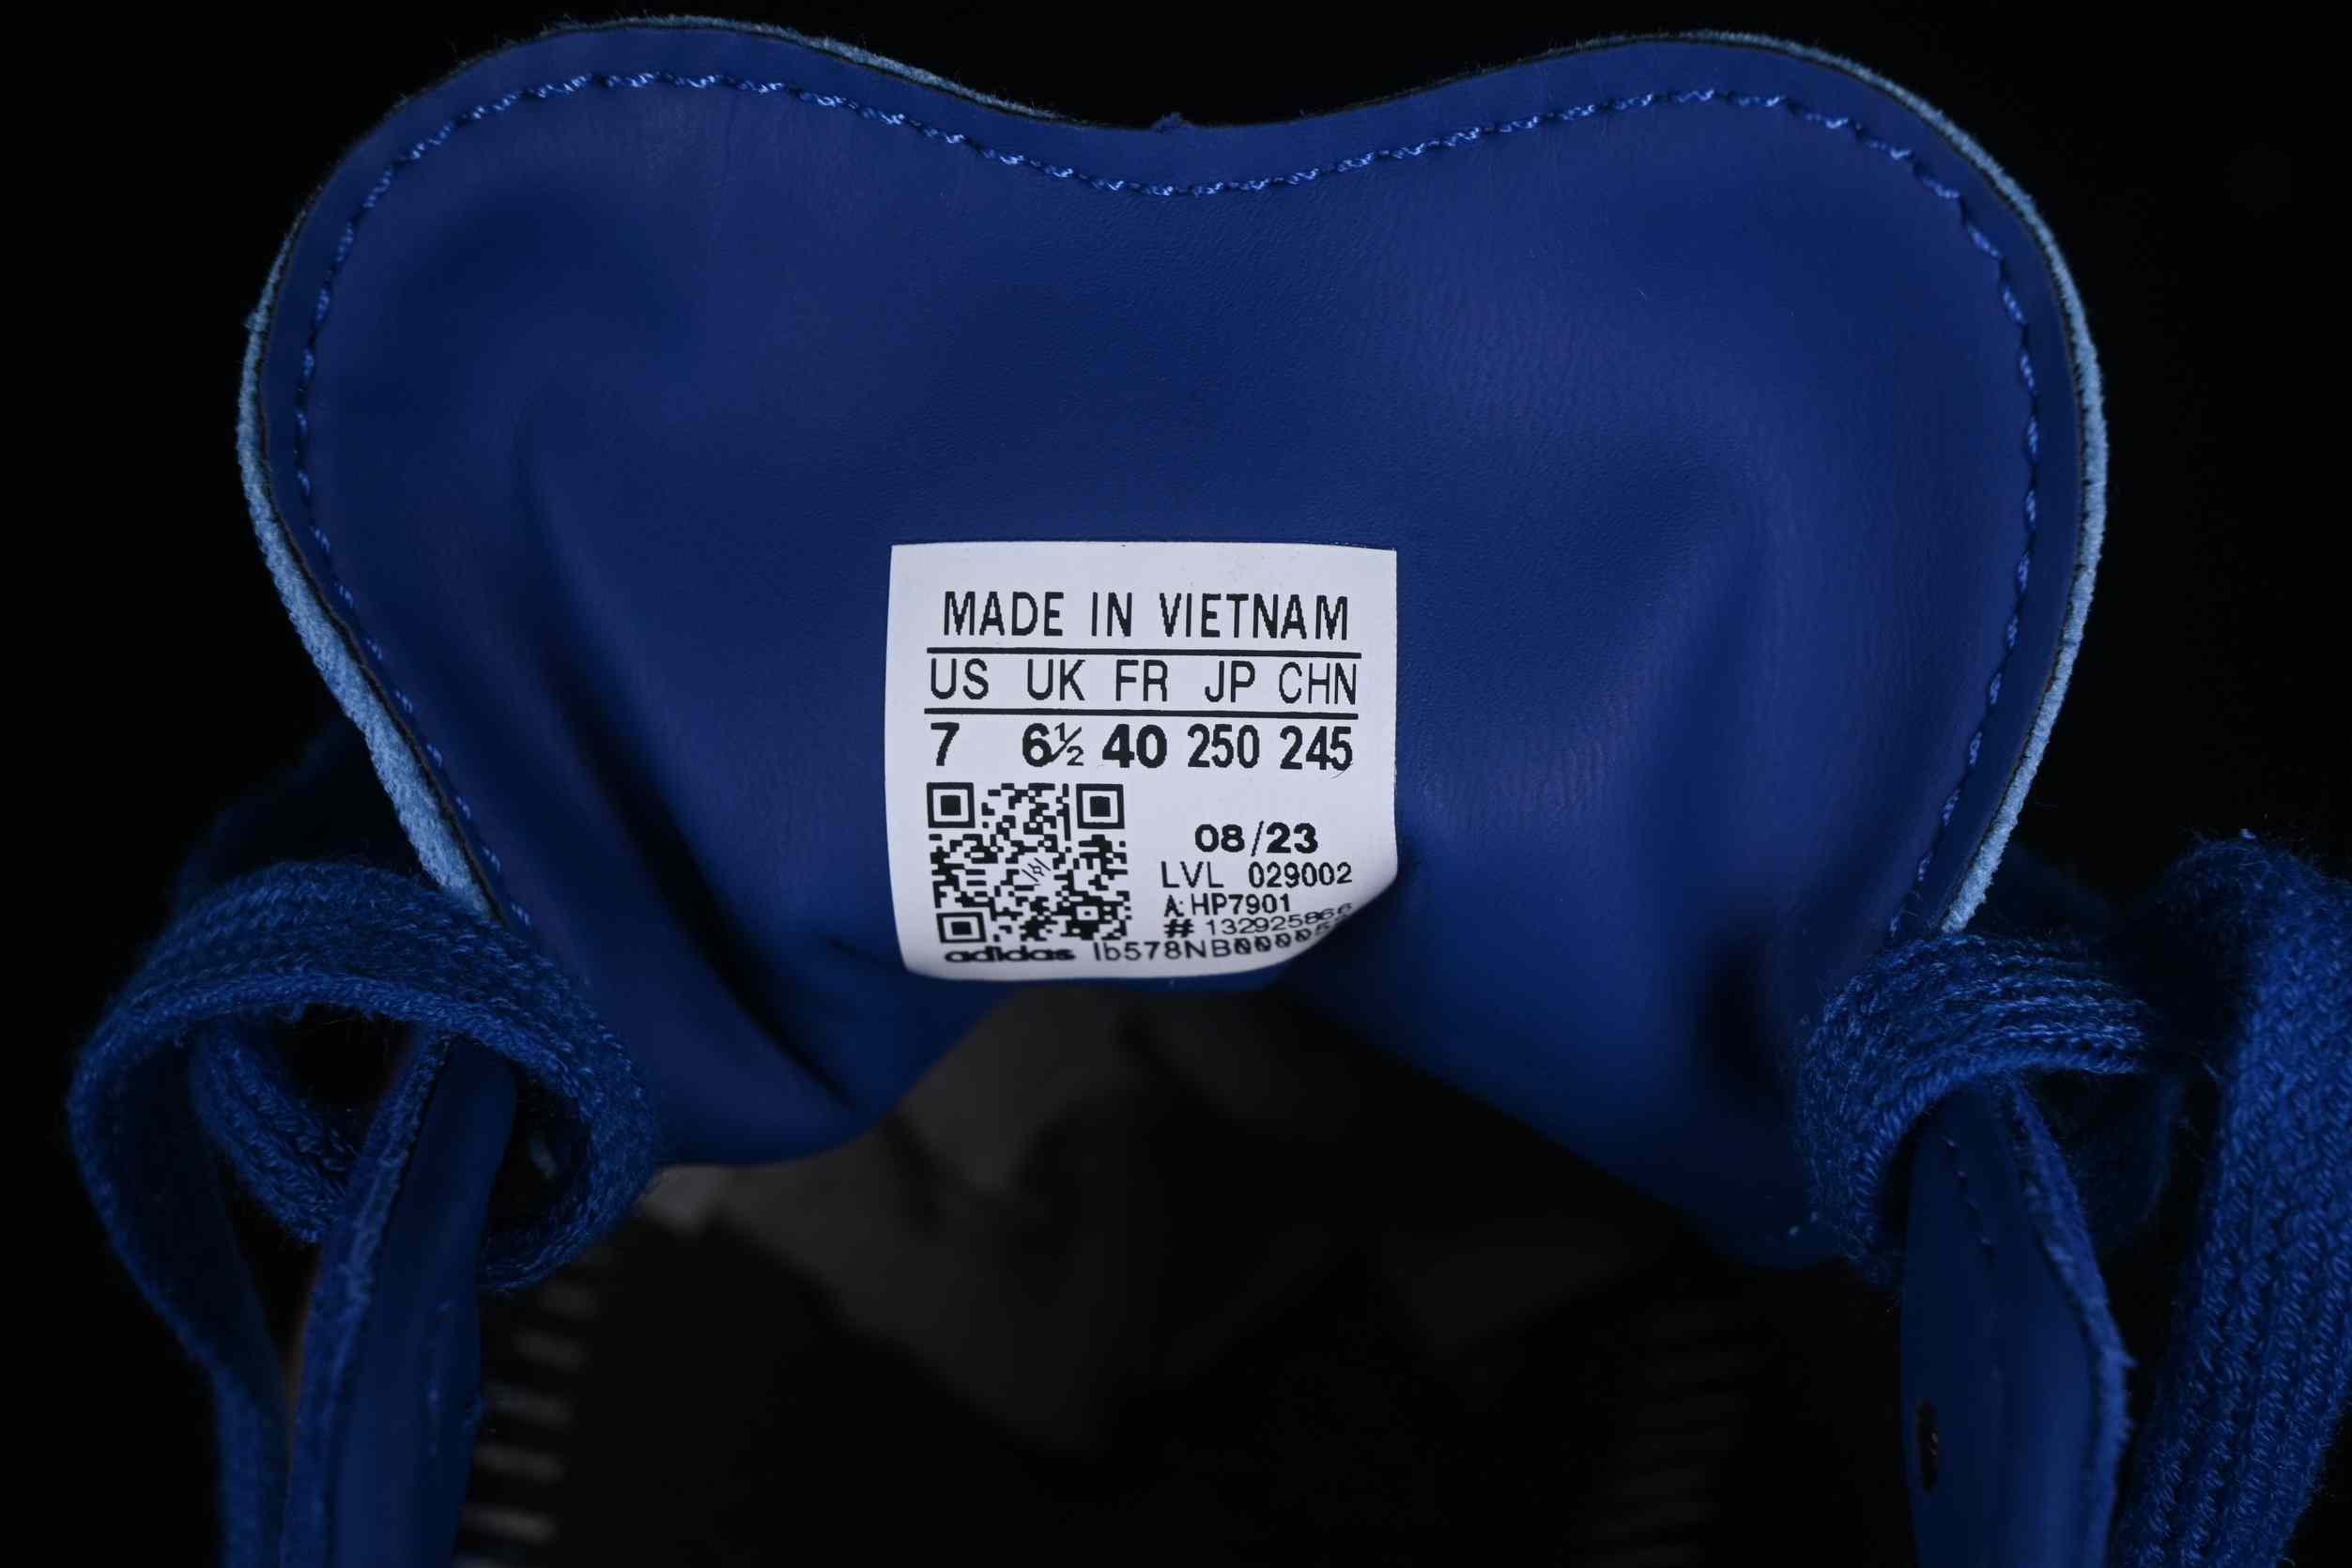 MADE IN VIETNAM
US UK FR JP CHN
7 6½ 40 250 245
08/23
LVL 029002
A: HP7901
# 132925866
adidas